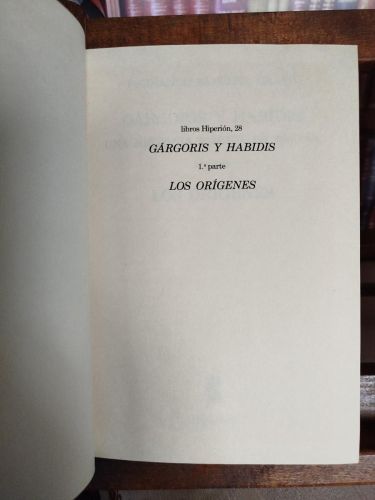 libros Hiperión, 28
GÁRGORIS Y HABIDIS
1.ª parte
LOS ORÍGENES